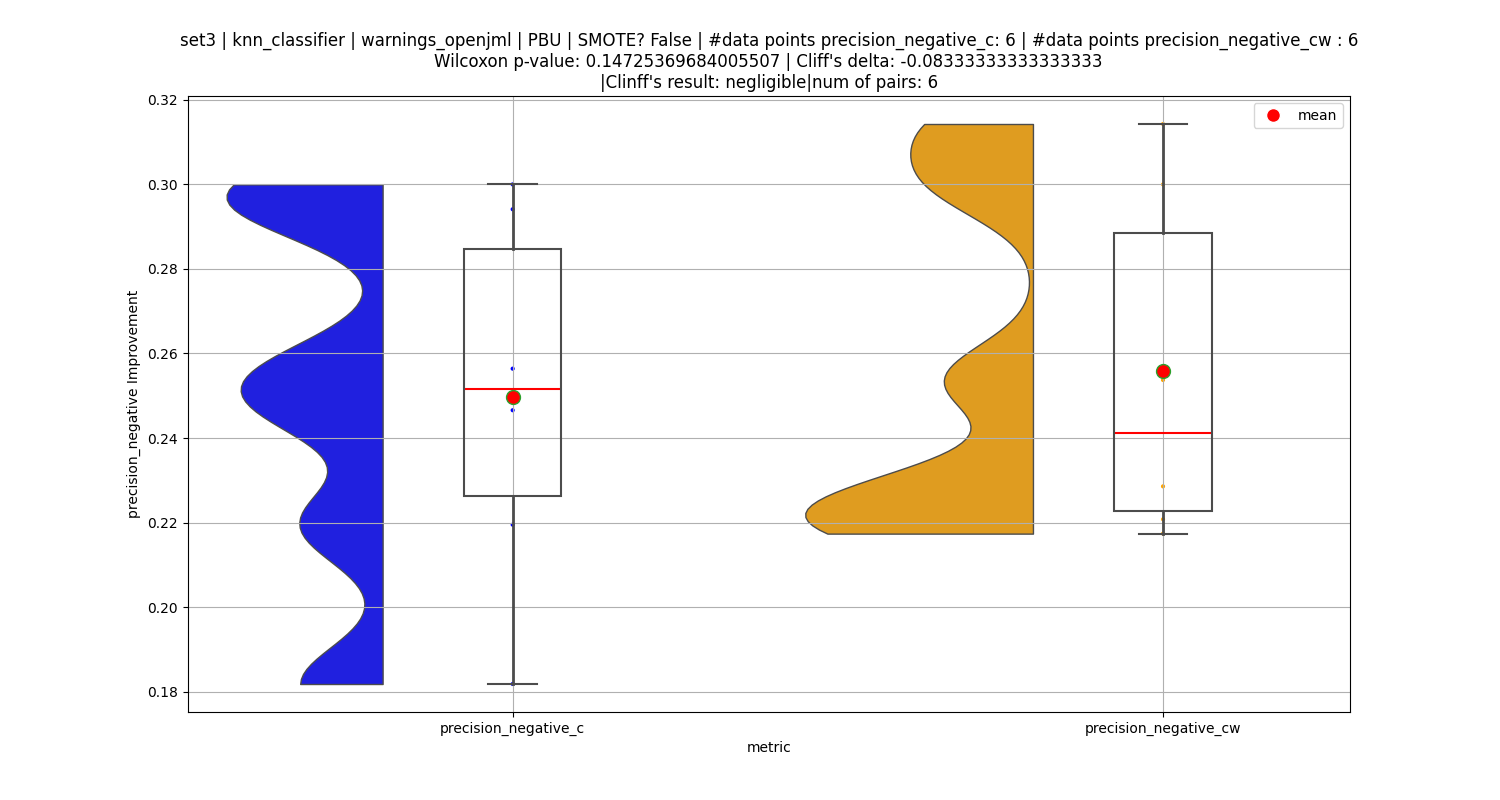 set3 | knn_classifier | warnings_openjml | PBU | SMOTE? False | #data points precision_negative_c: 6 | #data points precision_negative_cw : 6
Wilcoxon p-value: 0.14725369684005507 | Cliff's delta: -0.08333333333333333
|Clinff's result: negligible|num of pairs: 6
mean
0.32
0.30
0.28
0.26
0.24
0.22
0.20
0.18
precision_negative Improvement
precision_negative_c
precision_negative_cw
metric